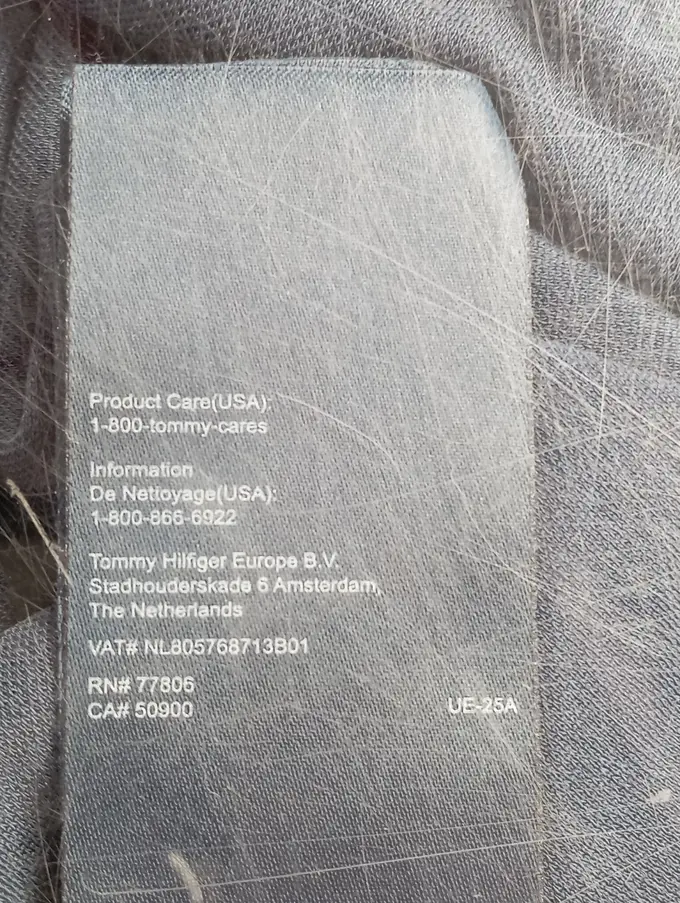 Product Care(USA):
1-800-tommy-cares
Information
De Nettoyage(USA):
1-800-866-6922
Tommy Hilfiger Europe B.V.
Stadhouderskade 6 Amsterdam,
The Netherlands
VAT# NL805768713B01
RN# 77806
CA# 50900
UE-25A